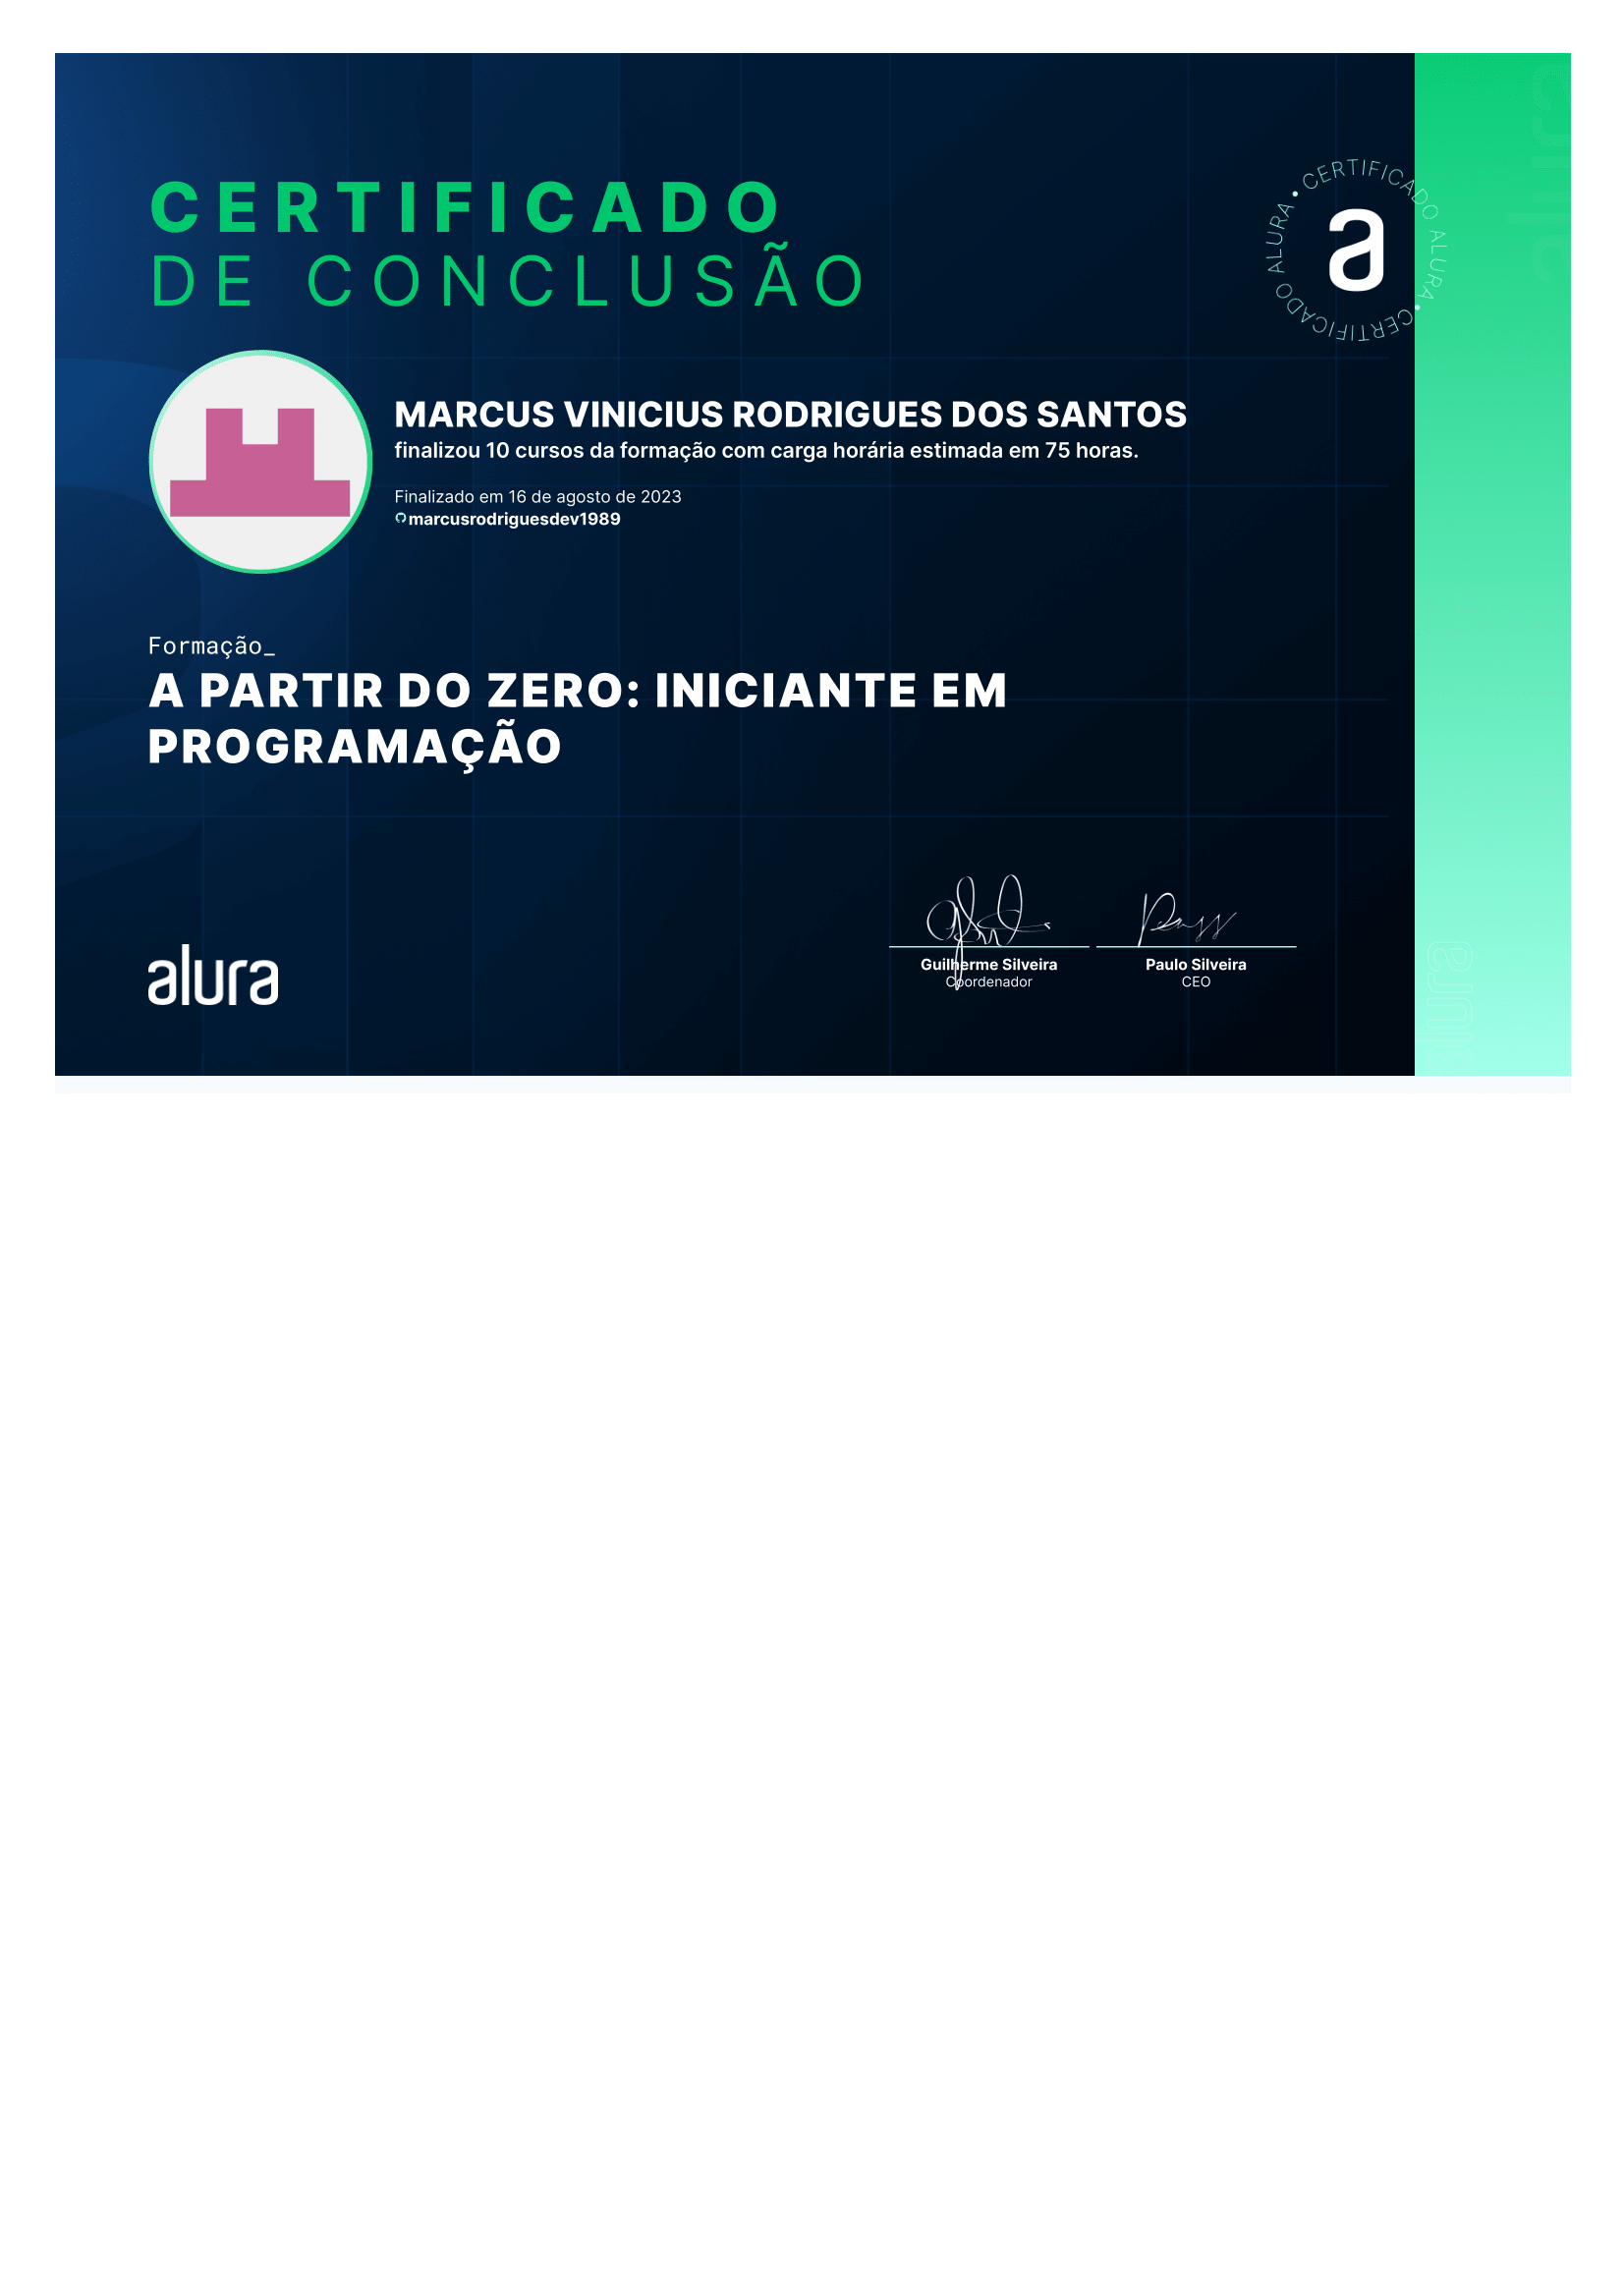 CERTIFICADO
DE CONCLUSÃO
CERTIFICADO ALURA • CERTIFICADO ALURA •
a
MARCUS VINICIUS RODRIGUES DOS SANTOS
finalizou 10 cursos da formação com carga horária estimada em 75 horas.
Finalizado em 16 de agosto de 2023
marcusrodriguesdev1989
Formação_
A PARTIR DO ZERO: INICIANTE EM
PROGRAMAÇÃO
alura
Guilherme Silveira
Coordenador
Paulo Silveira
CEO
alura
alura